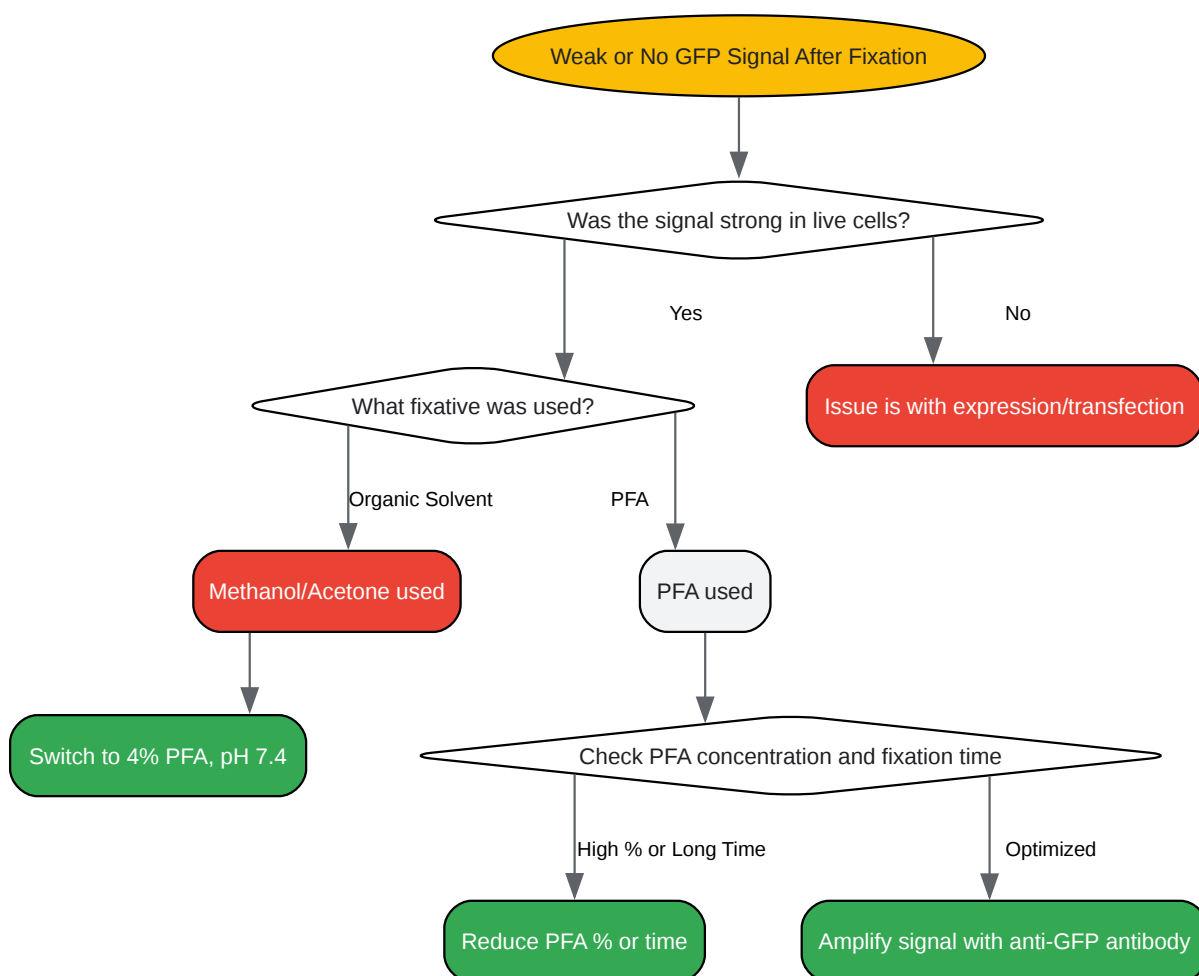 Weak or No GFP Signal After Fixation
Was the signal strong in live cells?
Yes
No
What fixative was used?
Issue is with expression/transfection
Organic Solvent
PFA
Methanol/Acetone used
PFA used
Switch to 4% PFA, pH 7.4
Check PFA concentration and fixation time
High % or Long Time
Optimized
Reduce PFA % or time
Amplify signal with anti-GFP antibody